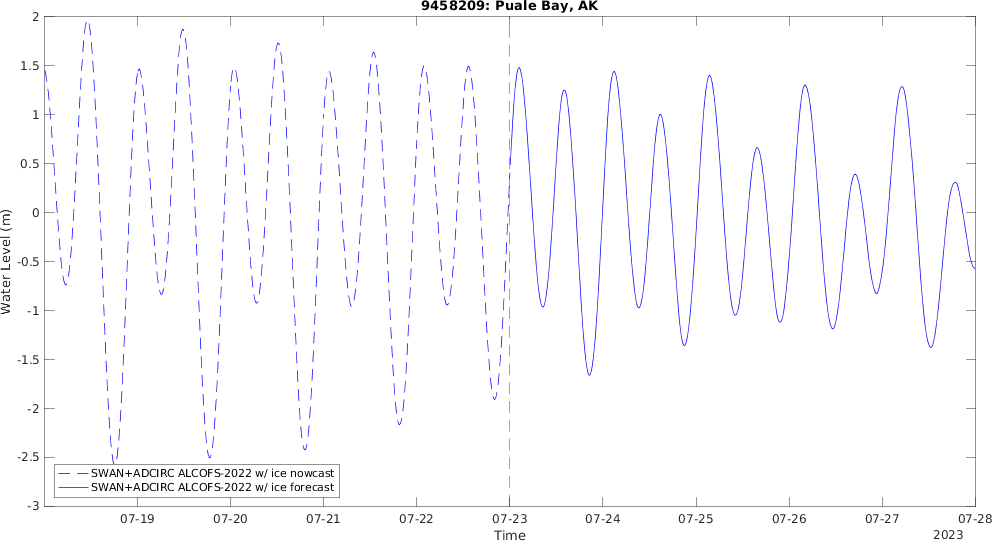 9458209: Puale Bay, AK
2
1.5
1
0.5
0
-0.5
-1
-1.5
-2
-2.5
-3
Water Level (m)
SWAN+ADCIRC ALCOFS-2022 w/ ice nowcast
SWAN+ADCIRC ALCOFS-2022 w/ ice forecast
07-19 07-20 07-21 07-22 07-23 07-24 07-25 07-26 07-27 07-28
Time
2023